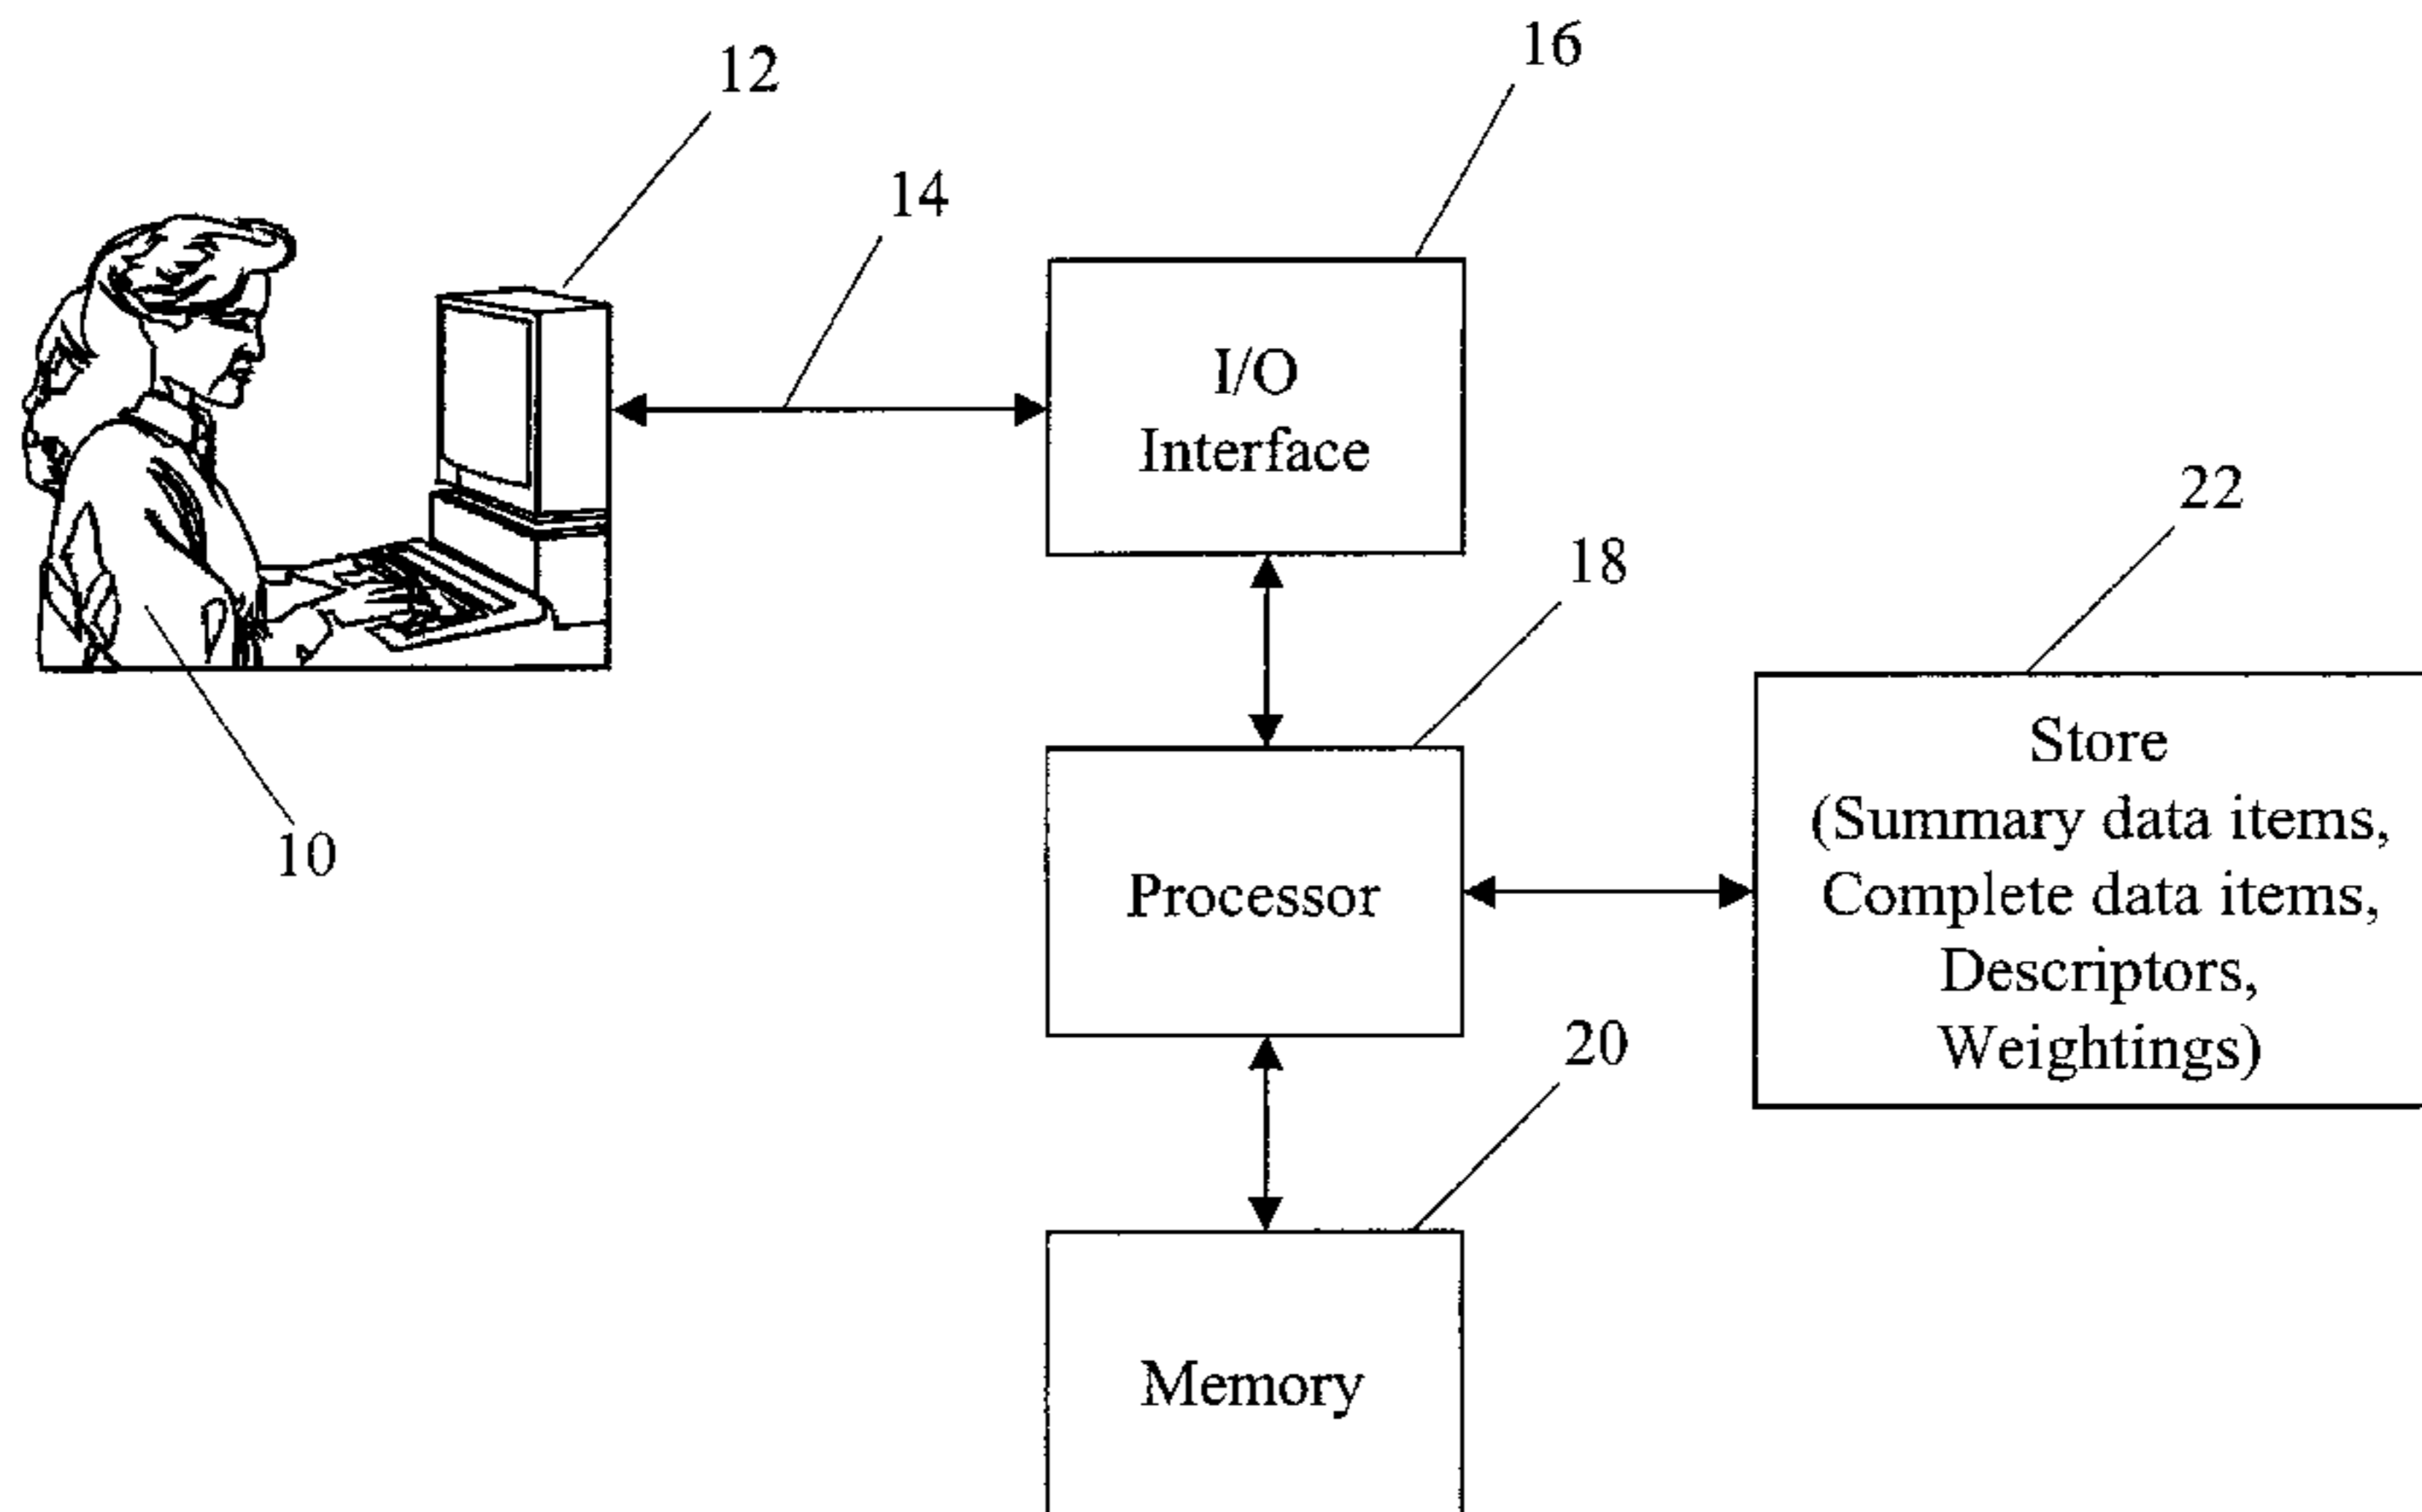 12
16
14
I/O
Interface
22
18
Store
(Summary data items,
Complete data items,
Descriptors,
Weightings)
10
Processor
20
Memory